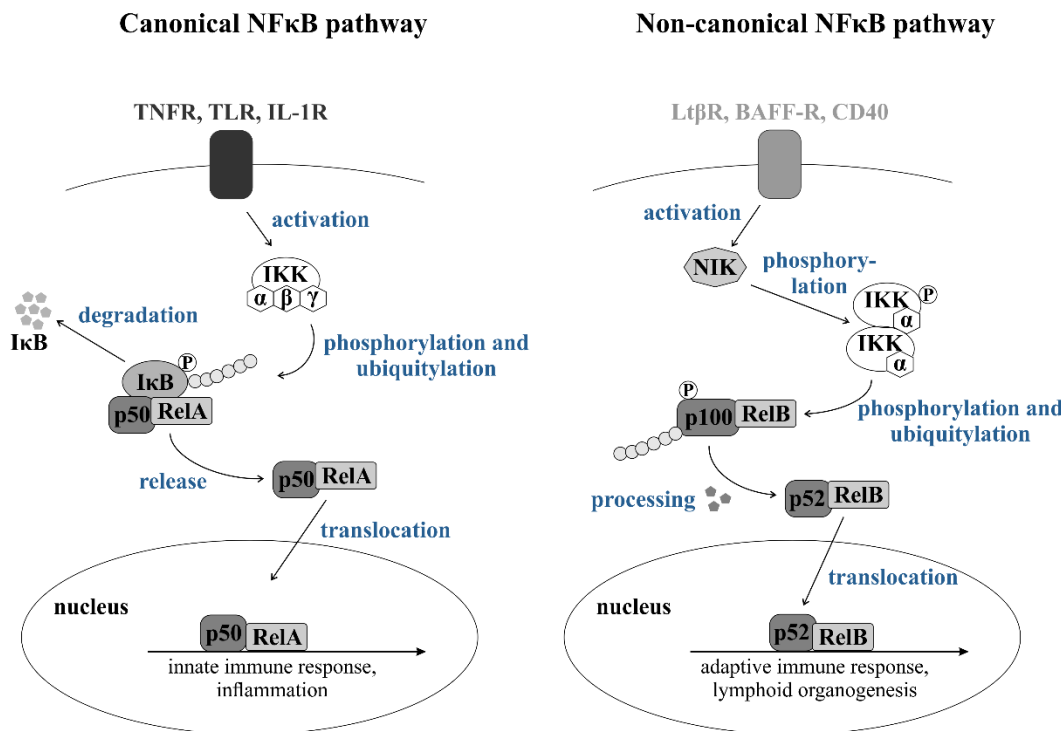 Canonical NFκB pathway
TNFR, TLR, IL-1R
activation
IKK
α β γ
degradation
IκB
phosphorylation and
ubiquitylation
P
IκB
p50 RelA
release
p50 RelA
translocation
nucleus
p50 RelA
innate immune response,
inflammation
Non-canonical NFκB pathway
LtβR, BAFF-R, CD40
activation
NIK
phosphory-
lation
IKK P
α
IKK
α
phosphorylation and
ubiquitylation
P
p100 RelB
processing
p52 RelB
translocation
nucleus
p52 RelB
adaptive immune response,
lymphoid organogenesis